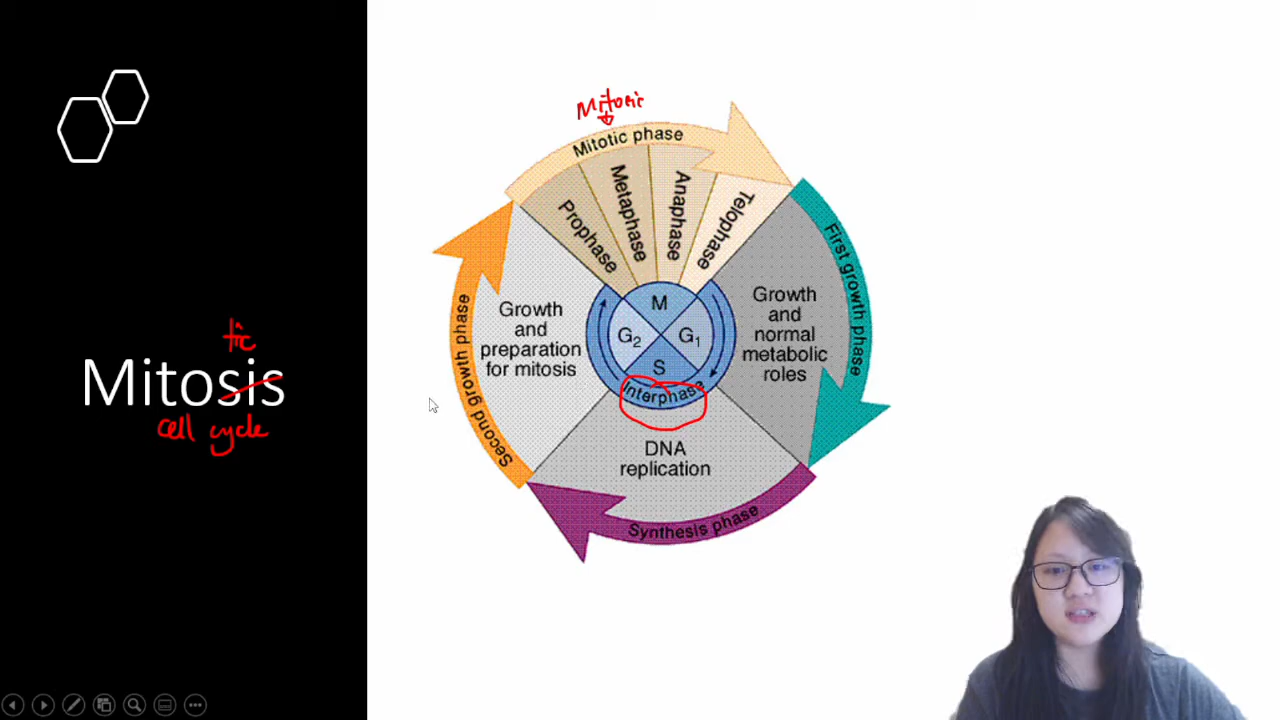 tic
Mitosis
cell cycle
Mitosis
Mitotic phase
Prophase
Metaphase
Anaphase
Telophase
First growth phase
Growth
and
normal
metabolic
roles
Second growth phase
Growth
and
preparation
for mitosis
M
G2
G1
S
Interphase
DNA
replication
Synthesis phase